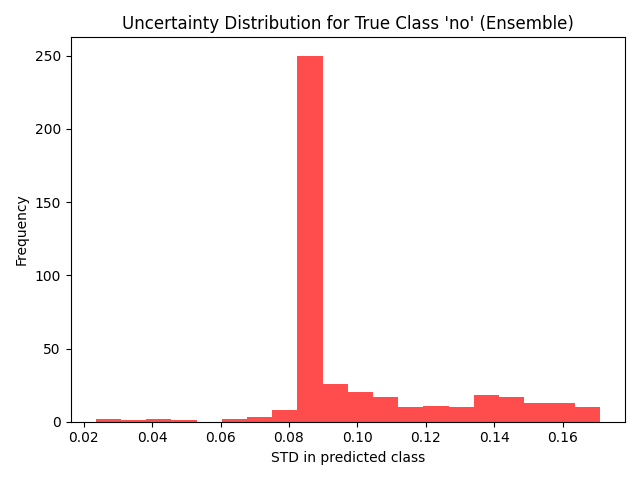 Uncertainty Distribution for True Class 'no' (Ensemble)
250
200
150
100
50
0
Frequency
0.02 0.04 0.06 0.08 0.10 0.12 0.14 0.16
STD in predicted class